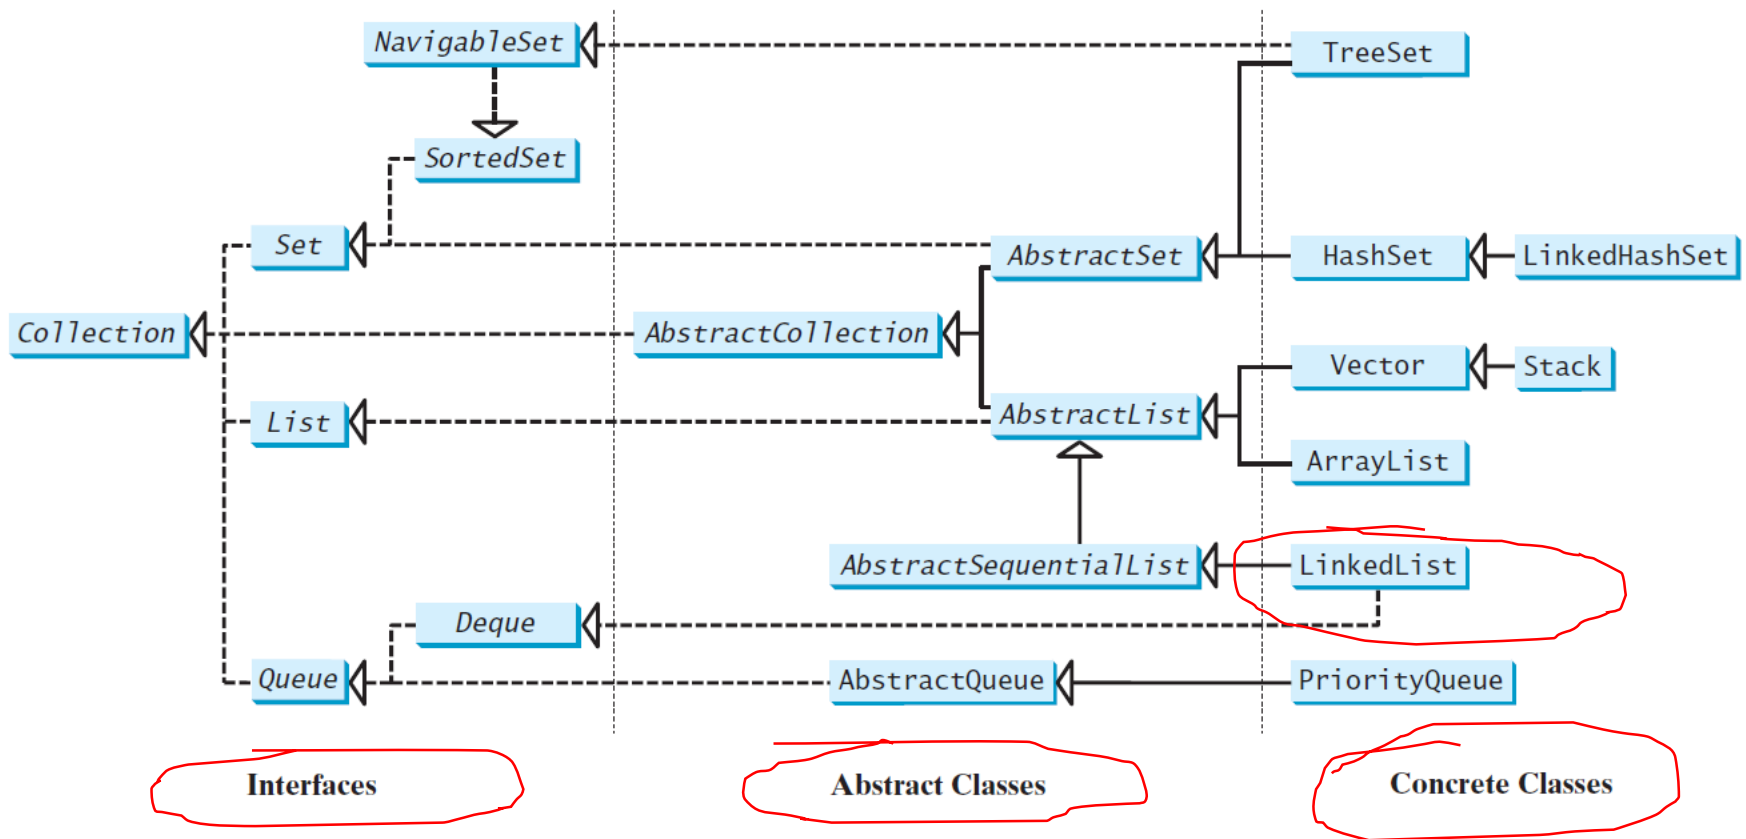 NavigableSet
TreeSet
SortedSet
Set
AbstractSet
HashSet
LinkedHashSet
Collection
AbstractCollection
Vector
Stack
List
AbstractList
ArrayList
AbstractSequentialList
LinkedList
Deque
Queue
AbstractQueue
PriorityQueue
Interfaces
Abstract Classes
Concrete Classes